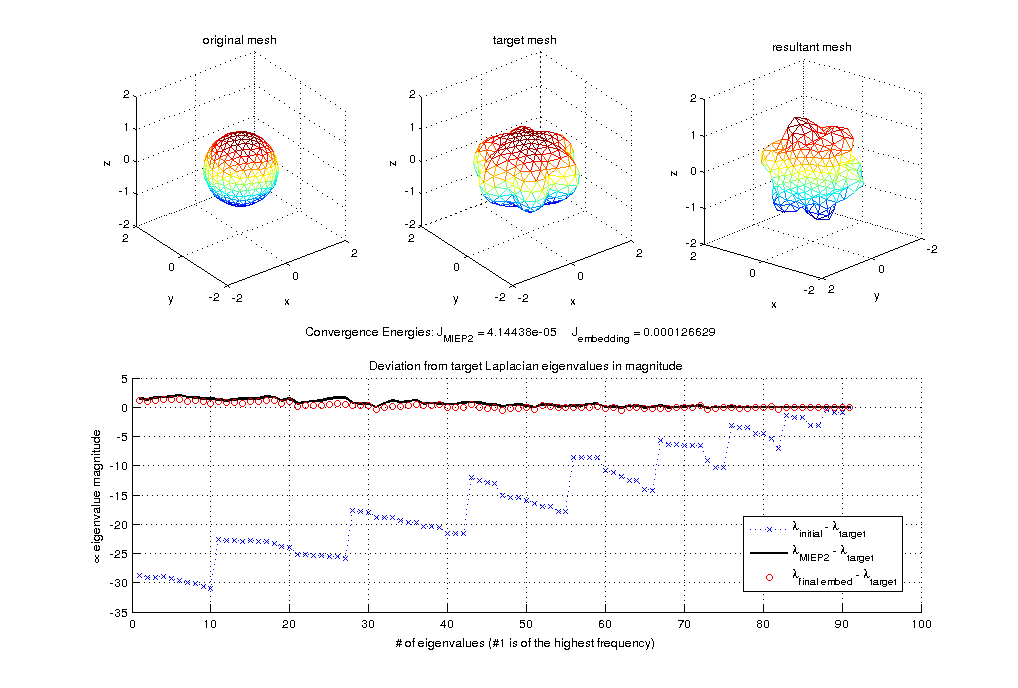 original mesh
target mesh
resultant mesh
2
1
0
-1
-2
z
2
0
-2
y
-2
0
2
x
2
1
0
-1
-2
z
2
0
-2
y
-2
0
2
x
2
1
0
-1
-2
z
2
0
-2
x
2
0
-2
y
Convergence Energies: J_MIEP2 = 4.14438e-05 J_embedding = 0.000126629
Deviation from target Laplacian eigenvalues in magnitude
5
0
-5
-10
-15
-20
-25
-30
-35
∝ eigenvalue magnitude
0 10 20 30 40 50 60 70 80 90 100
# of eigenvalues (#1 is of the highest frequency)
λ_initial - λ_target
λ_MIEP2 - λ_target
λ_final embed - λ_target